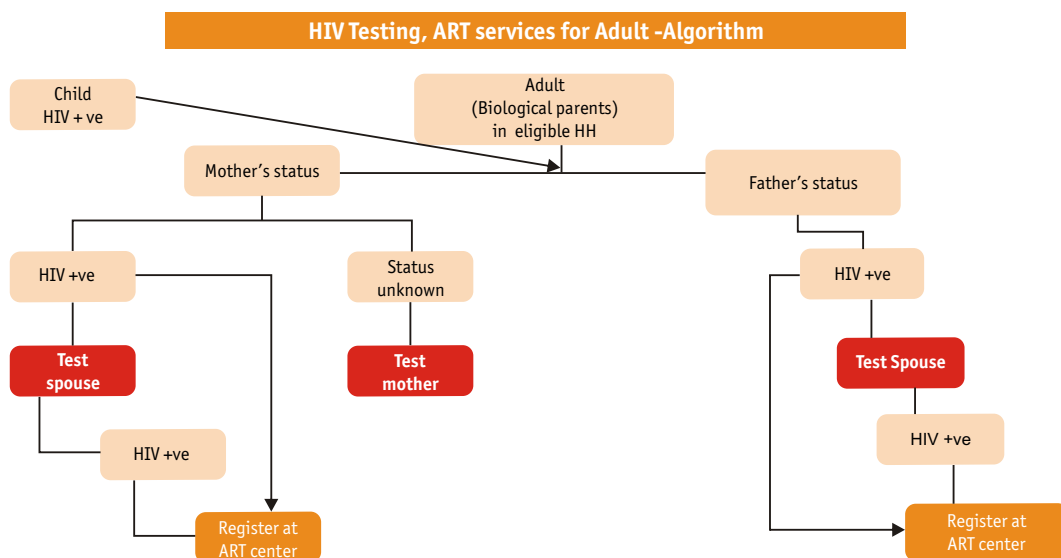 HIV Testing, ART services for Adult -Algorithm
Child
HIV + ve
Adult
(Biological parents)
in eligible HH
Mother's status
Father's status
HIV +ve
Status
unknown
HIV +ve
Test
spouse
Test
mother
Test Spouse
HIV +ve
HIV +ve
Register at
ART center
Register at
ART center